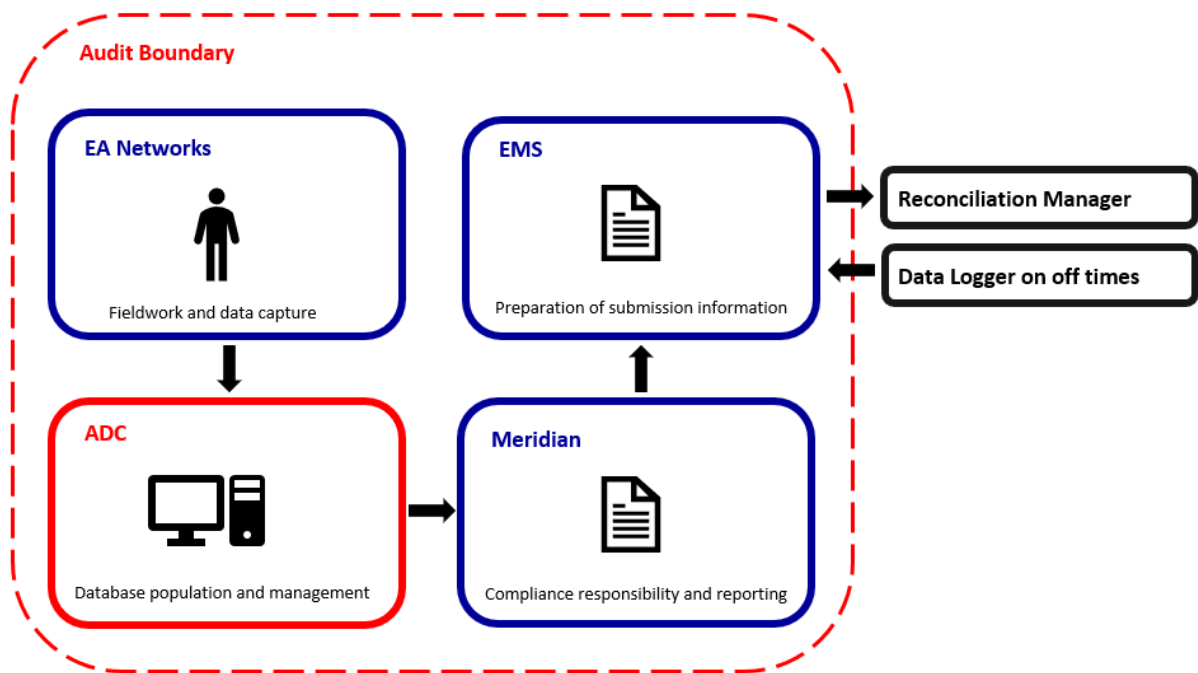 Audit Boundary
EA Networks
Fieldwork and data capture
EMS
Preparation of submission information
Reconciliation Manager
Data Logger on off times
ADC
Database population and management
Meridian
Compliance responsibility and reporting